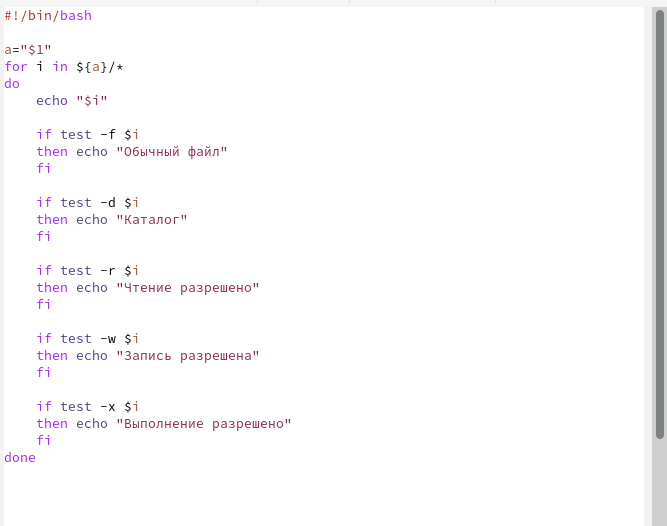 #!/bin/bash
a="$1"
for i in ${a}/*
do
    echo "$i"
    if test -f $i
    then echo "Обычный файл"
    fi
    if test -d $i
    then echo "Каталог"
    fi
    if test -r $i
    then echo "Чтение разрешено"
    fi
    if test -w $i
    then echo "Запись разрешена"
    fi
    if test -x $i
    then echo "Выполнение разрешено"
    fi
done